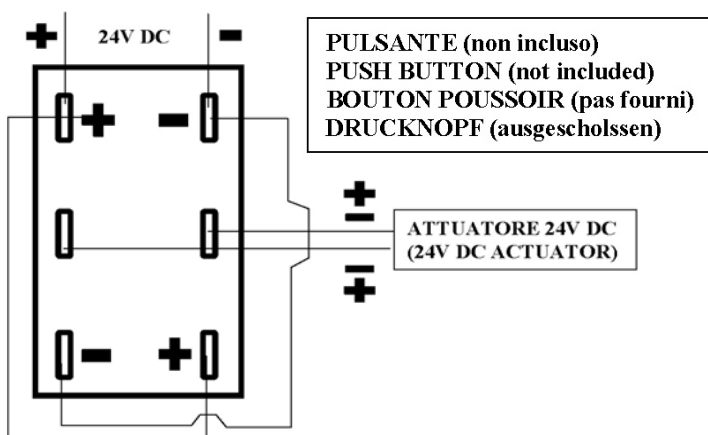 + 24V DC -
PULSANTE (non incluso)
PUSH BUTTON (not included)
BOUTON POUSSOIR (pas fourni)
DRUCKNOPF (ausgescholssen)
+ -
+
-
ATTUATORE 24V DC
(24V DC ACTUATOR)
-
+
- +